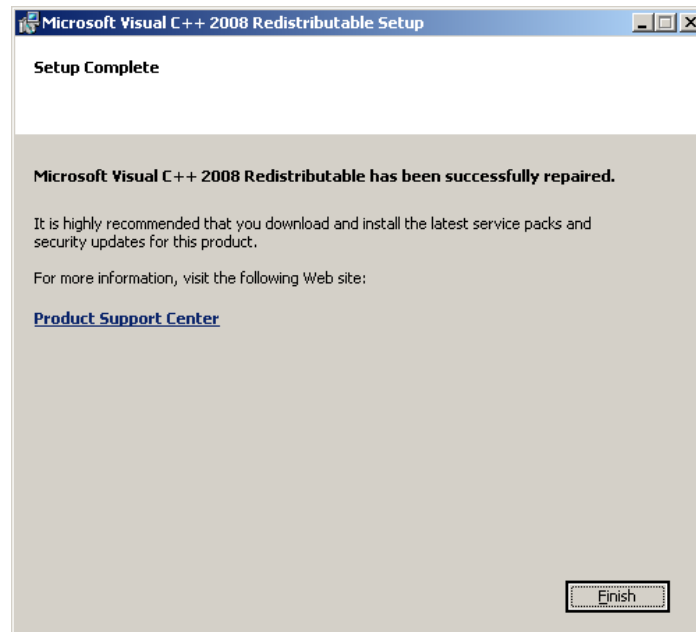 Microsoft Visual C++ 2008 Redistributable Setup
Setup Complete
Microsoft Visual C++ 2008 Redistributable has been successfully repaired.
It is highly recommended that you download and install the latest service packs and
security updates for this product.
For more information, visit the following Web site:
Product Support Center
Finish